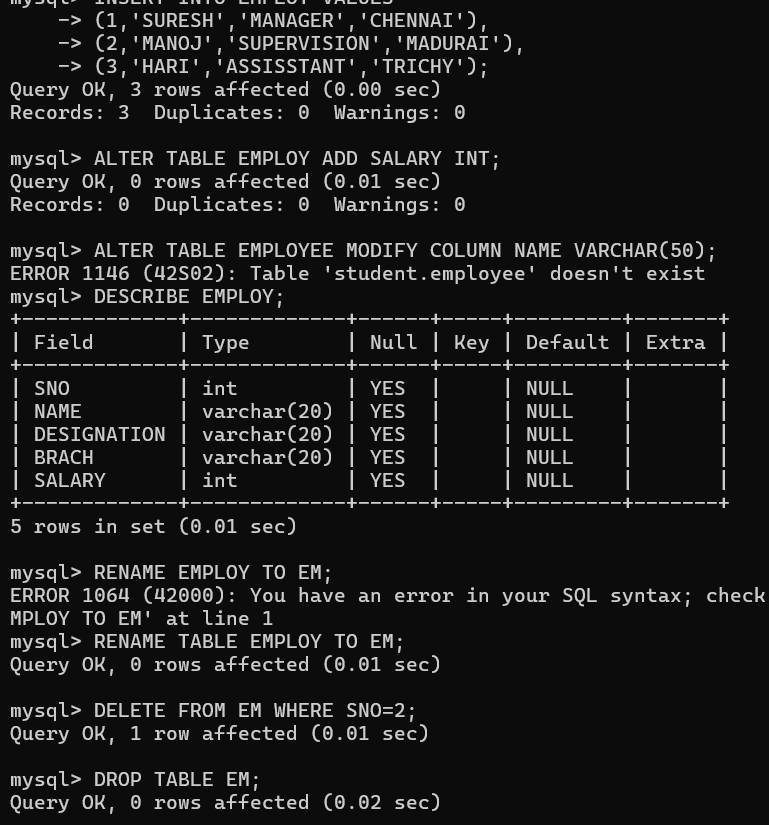 mysql> INSERT INTO EMPLOY VALUES
    -> (1,'SURESH','MANAGER','CHENNAI'),
    -> (2,'MANOJ','SUPERVISION','MADURAI'),
    -> (3,'HARI','ASSISSTANT','TRICHY');
Query OK, 3 rows affected (0.00 sec)
Records: 3  Duplicates: 0  Warnings: 0

mysql> ALTER TABLE EMPLOY ADD SALARY INT;
Query OK, 0 rows affected (0.01 sec)
Records: 0  Duplicates: 0  Warnings: 0

mysql> ALTER TABLE EMPLOYEE MODIFY COLUMN NAME VARCHAR(50);
ERROR 1146 (42S02): Table 'student.employee' doesn't exist
mysql> DESCRIBE EMPLOY;
+-------------+-------------+------+-----+---------+-------+
| Field       | Type        | Null | Key | Default | Extra |
+-------------+-------------+------+-----+---------+-------+
| SNO         | int         | YES  |     | NULL    |       |
| NAME        | varchar(20) | YES  |     | NULL    |       |
| DESIGNATION | varchar(20) | YES  |     | NULL    |       |
| BRACH       | varchar(20) | YES  |     | NULL    |       |
| SALARY      | int         | YES  |     | NULL    |       |
+-------------+-------------+------+-----+---------+-------+
5 rows in set (0.01 sec)

mysql> RENAME EMPLOY TO EM;
ERROR 1064 (42000): You have an error in your SQL syntax; check
MPLOY TO EM' at line 1
mysql> RENAME TABLE EMPLOY TO EM;
Query OK, 0 rows affected (0.01 sec)

mysql> DELETE FROM EM WHERE SNO=2;
Query OK, 1 row affected (0.01 sec)

mysql> DROP TABLE EM;
Query OK, 0 rows affected (0.02 sec)